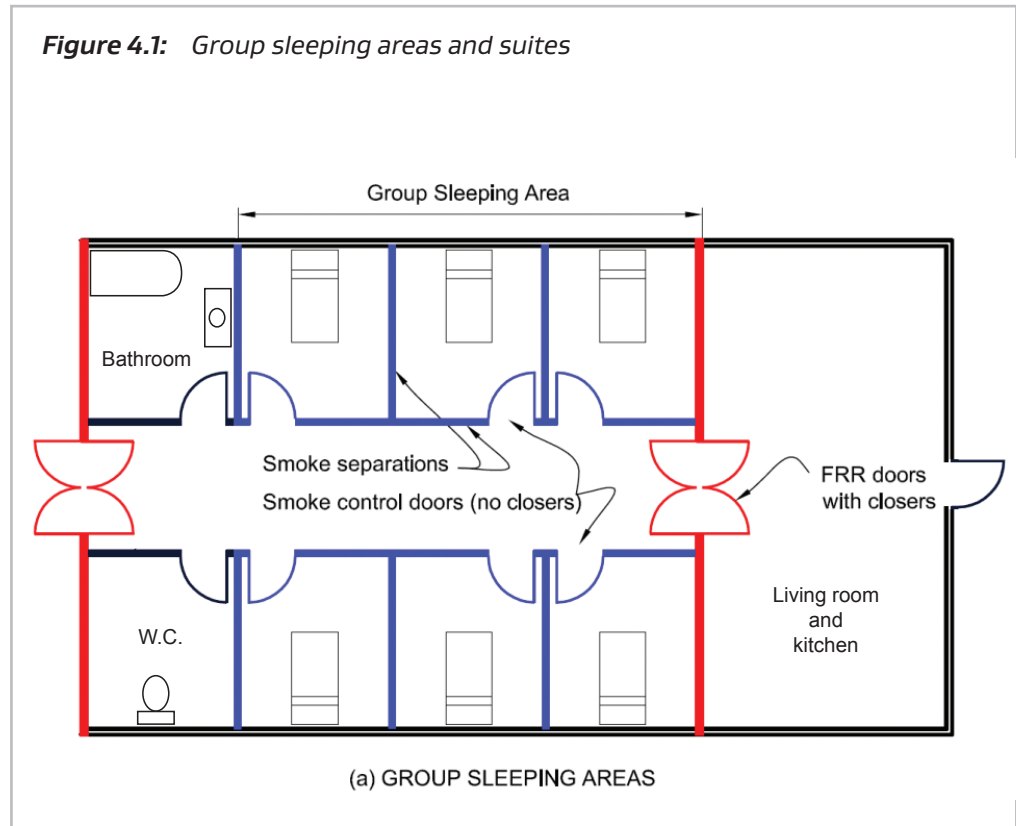 Figure 4.1: Group sleeping areas and suites
Group Sleeping Area
Bathroom
Smoke separations
Smoke control doors (no closers)
FRR doors
with closers
Living room
and
kitchen
W.C.
(a) GROUP SLEEPING AREAS